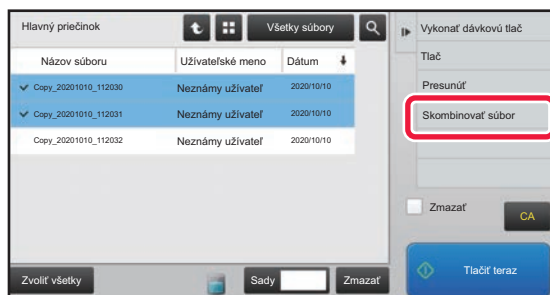 Hlavný priečinok
Všetky súbory
Názov súboru Užívateľské meno Dátum
Copy_20201010_112030 Neznámy užívateľ 2020/10/10
Copy_20201010_112031 Neznámy užívateľ 2020/10/10
Copy_20201010_112032 Neznámy užívateľ 2020/10/10
Zvoliť všetky
Sady
Zmazať
Vykonať dávkovú tlač
Tlač
Presunúť
Skombinovať súbor
Zmazať
CA
Tlačiť teraz